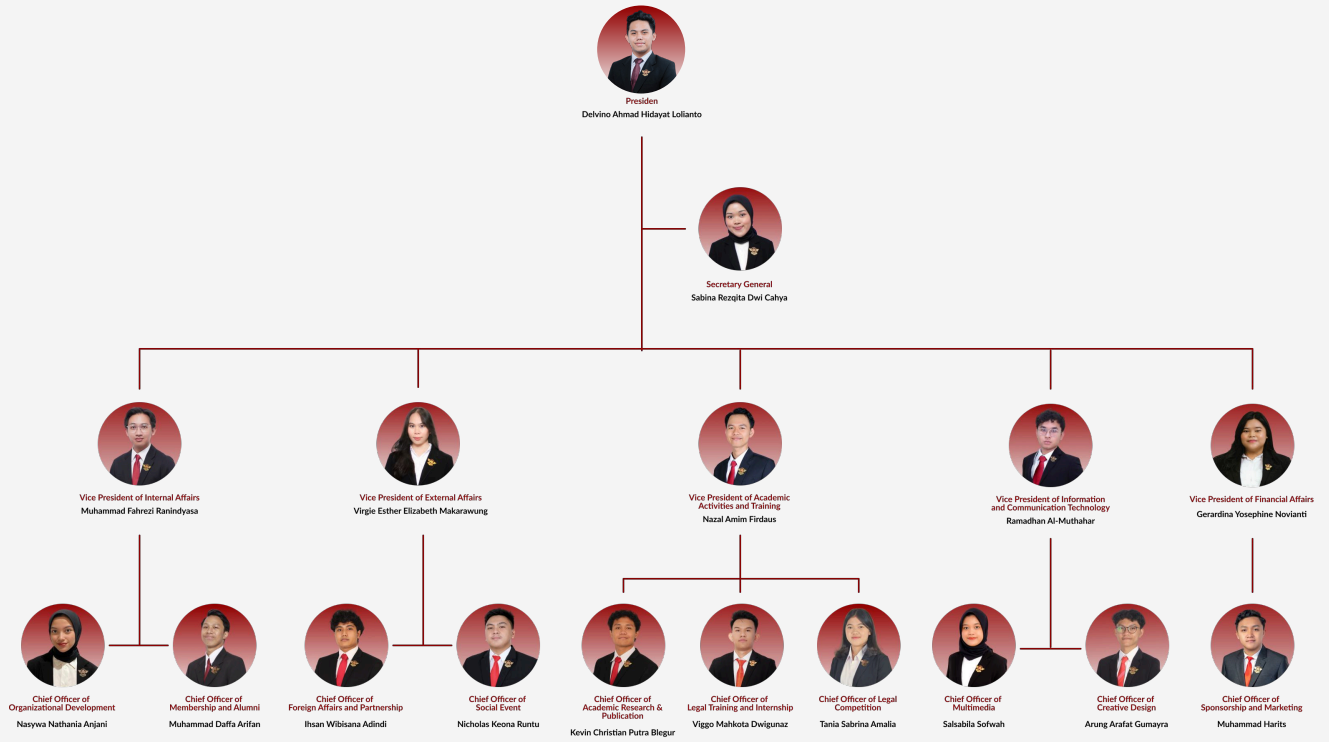 Presiden
Delvino Ahmad Hidayat Lolianto
Secretary General
Sabina Rezqita Dwi Cahya
Vice President of Internal Affairs
Muhammad Fahrezi Ranindyasa
Vice President of External Affairs
Virgie Esther Elizabeth Makarawung
Vice President of Academic
Activities and Training
Nazal Amim Firdaus
Vice President of Information
and Communication Technology
Ramadhan Al-Muthahar
Vice President of Financial Affairs
Gerardina Yosephine Novianti
Chief Officer of
Organizational Development
Nasywa Nathania Anjani
Chief Officer of
Membership and Alumni
Muhammad Daffa Arifan
Chief Officer of
Foreign Affairs and Partnership
Ihsan Wibisana Adindi
Chief Officer of
Social Event
Nicholas Keona Runtu
Chief Officer of
Academic Research &
Publication
Kevin Christian Putra Blegur
Chief Officer of
Legal Training and Internship
Viggo Mahkota Dwigunaz
Chief Officer of Legal
Competition
Tania Sabrina Amalia
Chief Officer of
Multimedia
Salsabila Sofwah
Chief Officer of
Creative Design
Arung Arafat Gumayra
Chief Officer of
Sponsorship and Marketing
Muhammad Harits